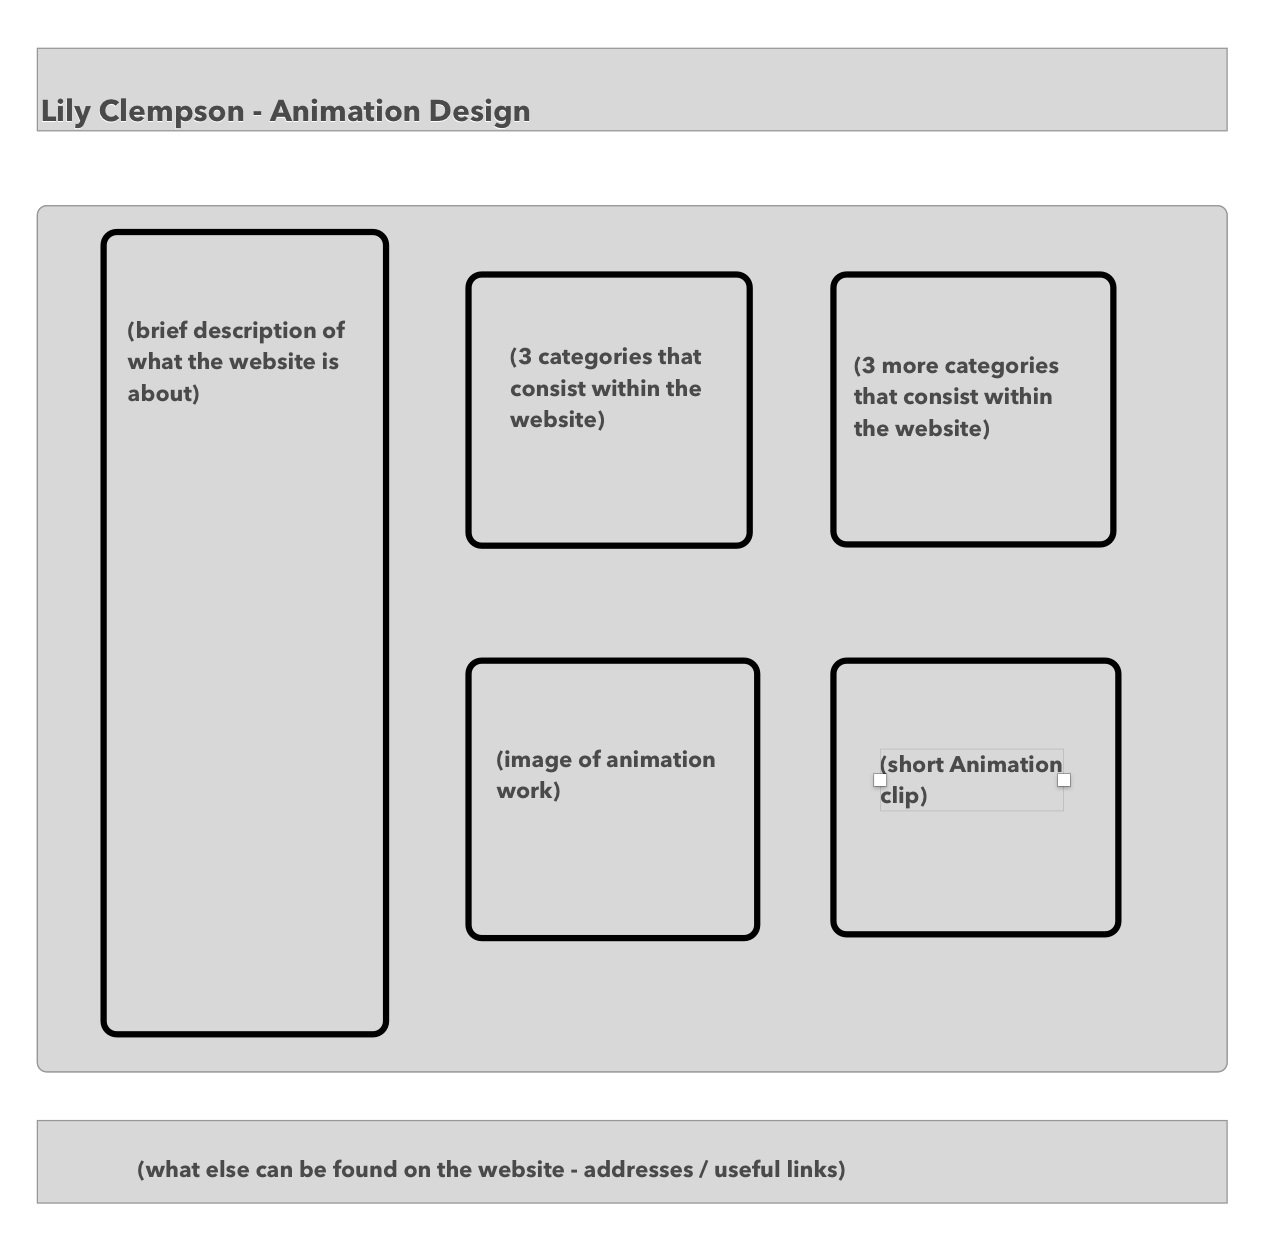 Lily Clempson - Animation Design
(brief description of
what the website is
about)
(3 categories that
consist within the
website)
(3 more categories
that consist within
the website)
(image of animation
work)
(short Animation
clip)
(what else can be found on the website - addresses / useful links)